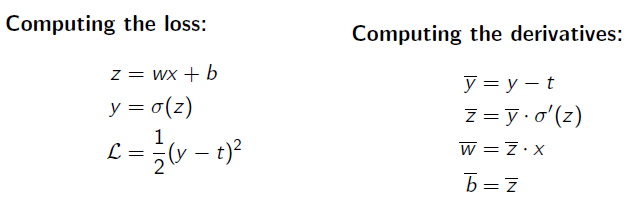 Computing the loss:
z = wx + b
y = σ(z)
ℒ = 1/2 (y − t)²
Computing the derivatives:
y̅ = y − t
z̅ = y̅ · σ′(z)
w̅ = z̅ · x
b̅ = z̅